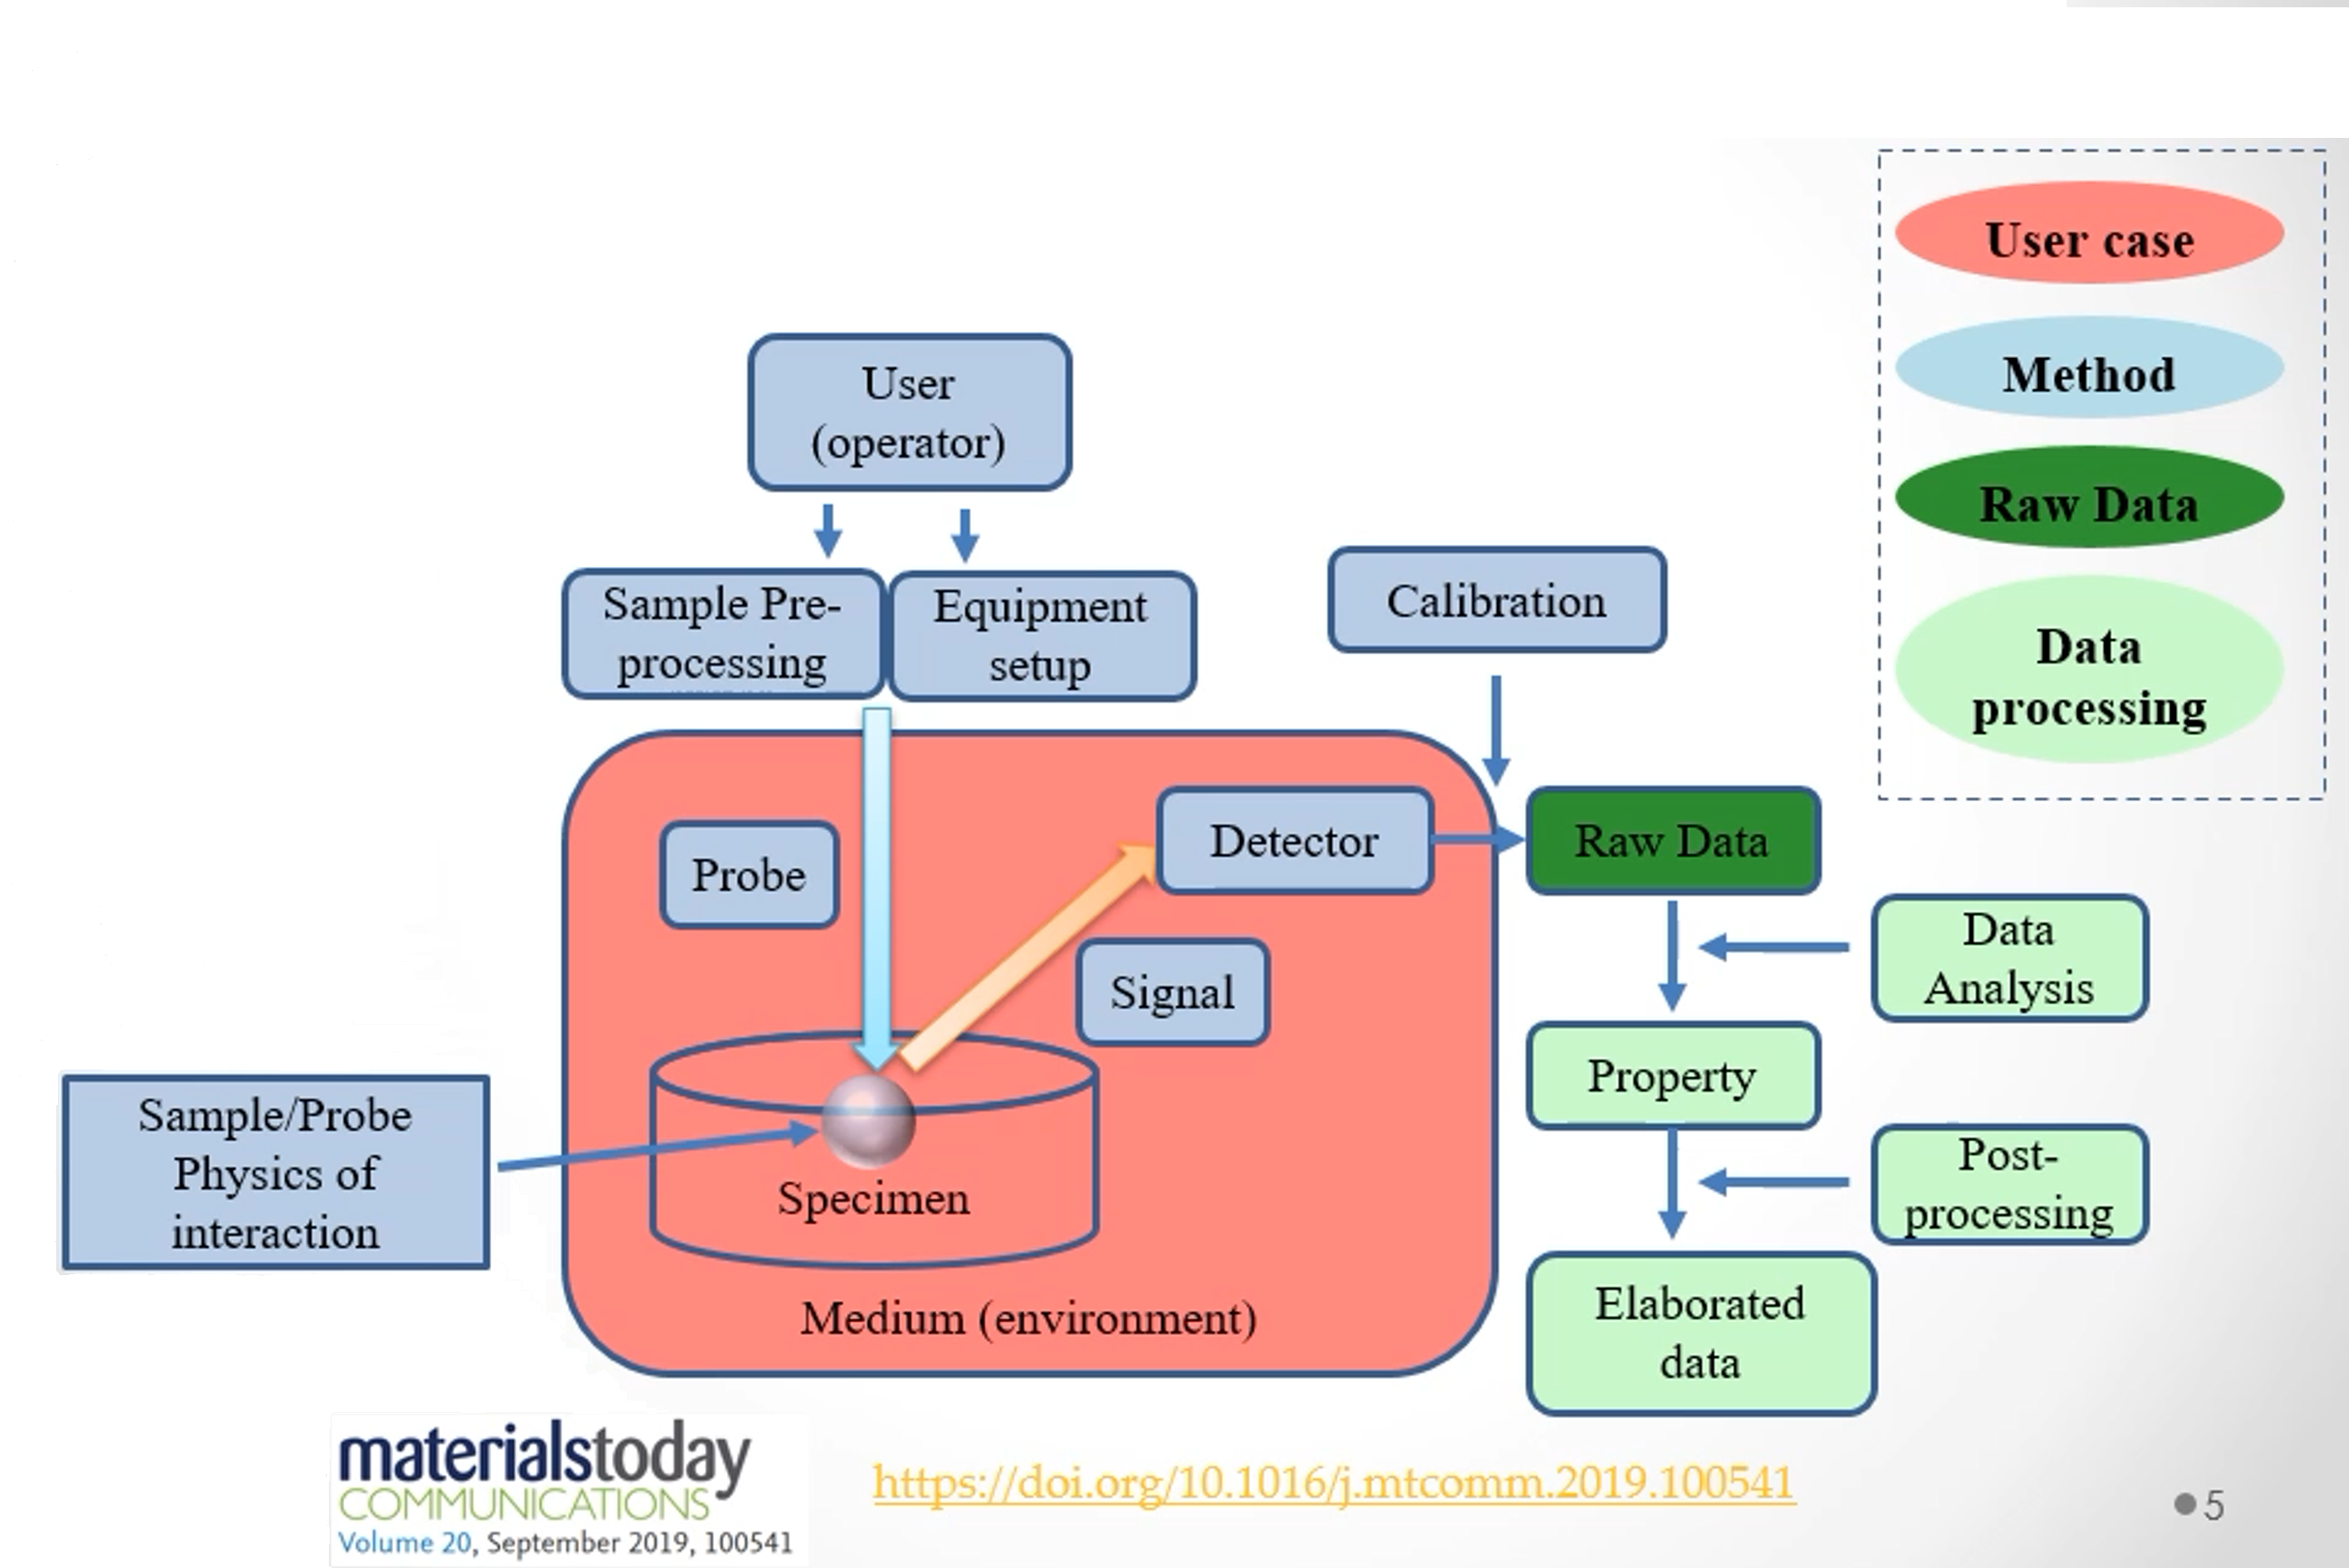 User case
Method
Raw Data
Data
processing
User
(operator)
Sample Pre-
processing
Equipment
setup
Calibration
Probe
Detector
Raw Data
Signal
Data
Analysis
Property
Sample/Probe
Physics of
interaction
Specimen
Post-
processing
Medium (environment)
Elaborated
data
materialstoday
COMMUNICATIONS
Volume 20, September 2019, 100541
https://doi.org/10.1016/j.mtcomm.2019.100541
5